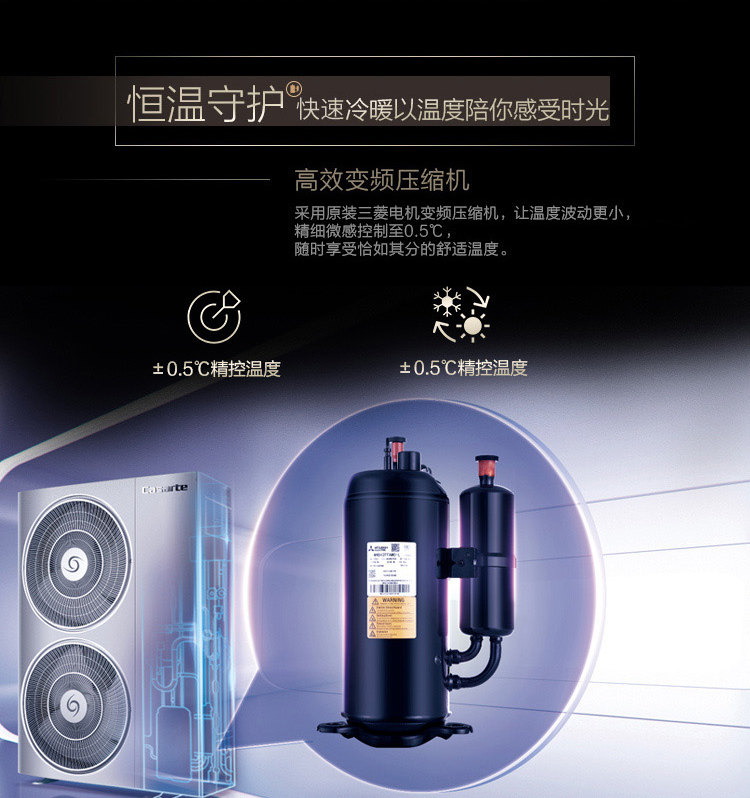 恒温守护
快速冷暖以温度陪你感受时光
高效变频压缩机
采用原装三菱电机变频压缩机，让温度波动更小，
精细微感控制至0.5℃，
随时享受恰如其分的舒适温度。
±0.5℃精控温度
±0.5℃精控温度
Casarte
WARNING